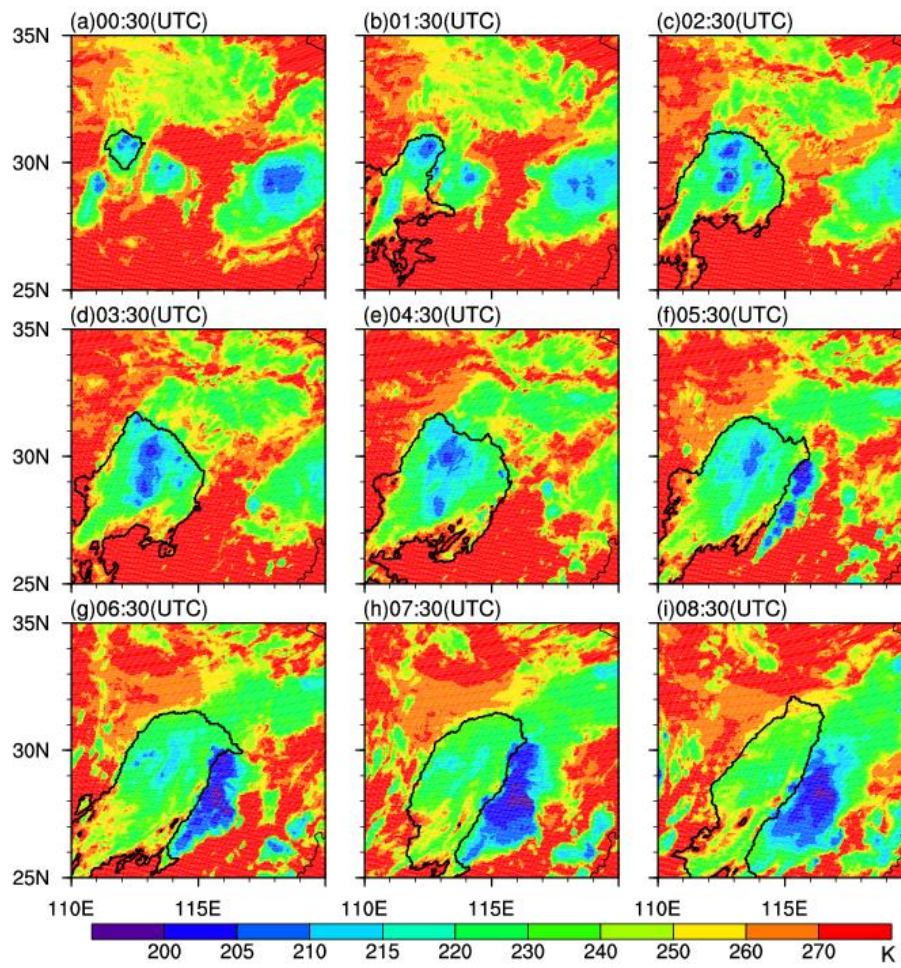 (a)00:30(UTC) (b)01:30(UTC) (c)02:30(UTC)
35N
30N
25N
(d)03:30(UTC) (e)04:30(UTC) (f)05:30(UTC)
35N
30N
25N
(g)06:30(UTC) (h)07:30(UTC) (i)08:30(UTC)
35N
30N
25N
110E 115E 110E 115E 110E 115E
200 205 210 215 220 230 240 250 260 270 K